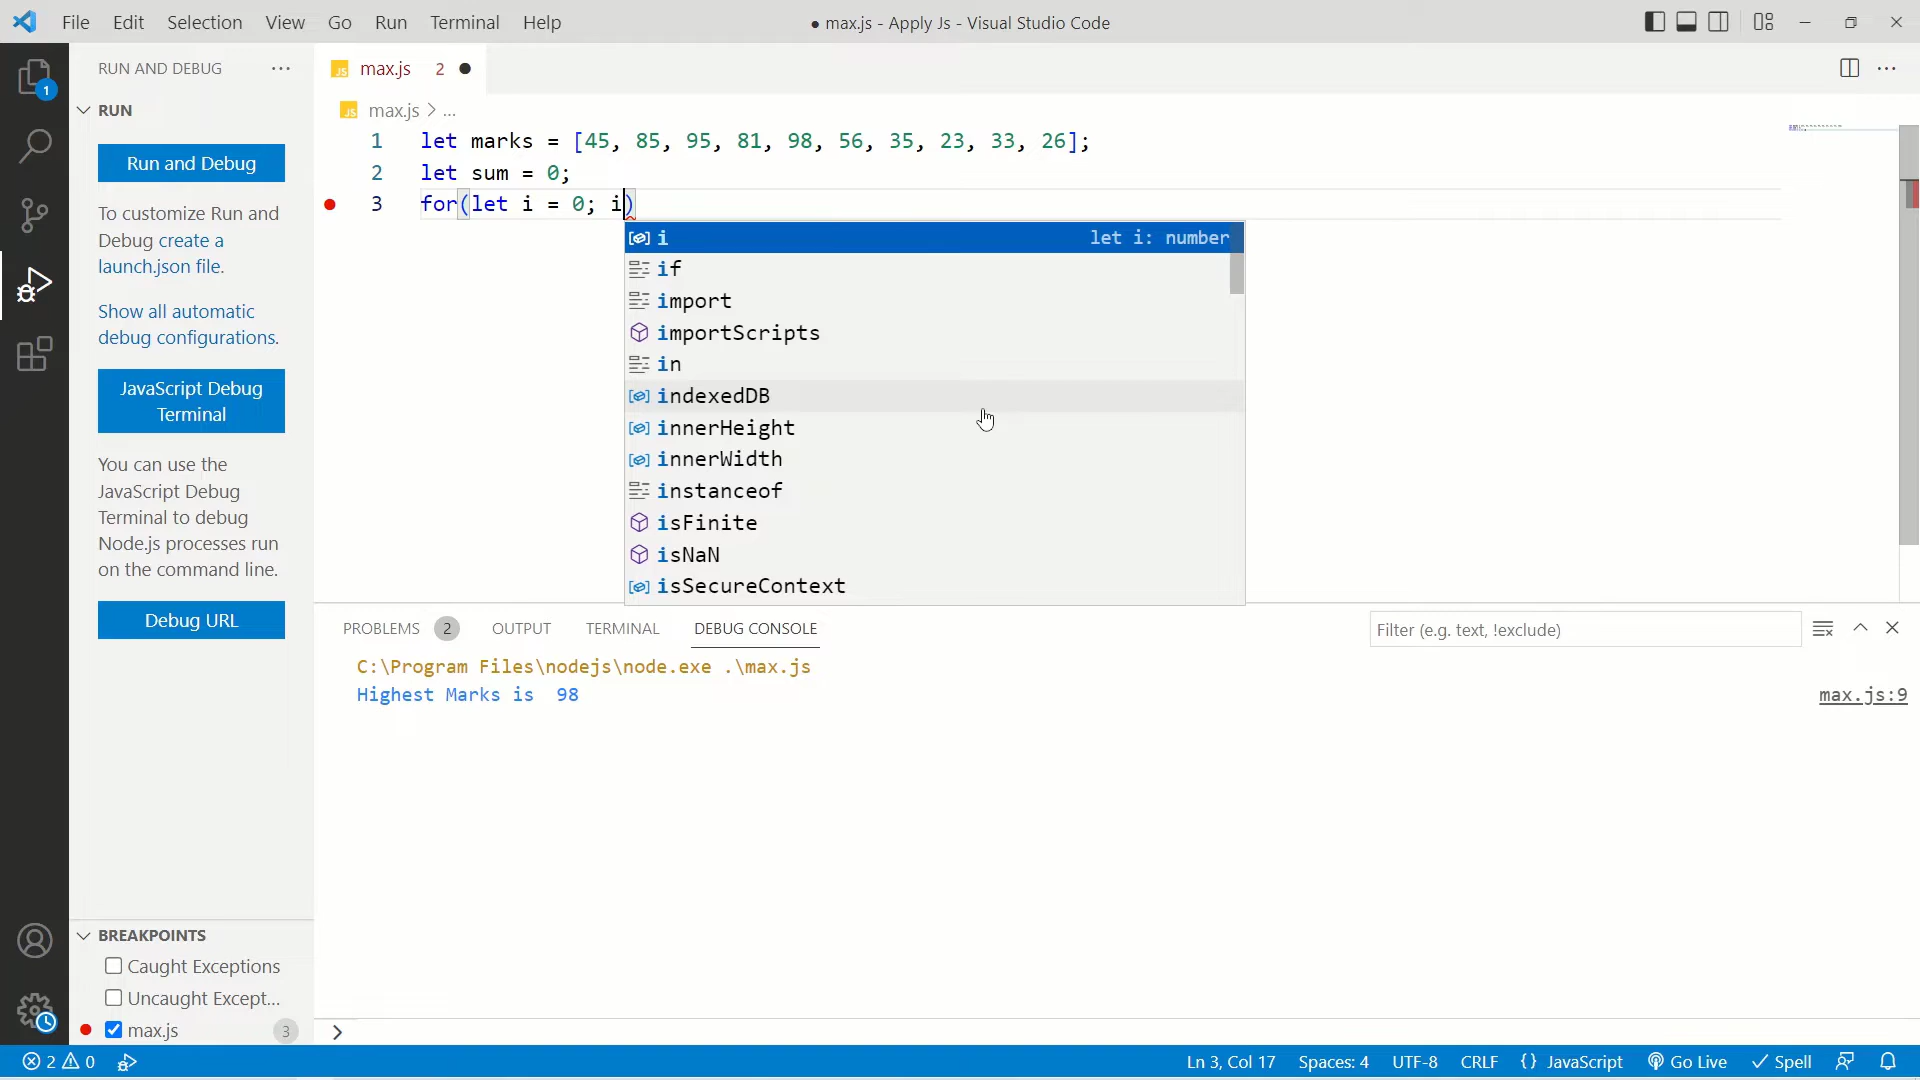 File Edit Selection View Go Run Terminal Help
● max.js - Apply Js - Visual Studio Code
1
RUN AND DEBUG ...
RUN
Run and Debug
To customize Run and
Debug create a
launch.json file.
Show all automatic
debug configurations.
JavaScript Debug
Terminal
You can use the
JavaScript Debug
Terminal to debug
Node.js processes run
on the command line.
Debug URL
BREAKPOINTS
Caught Exceptions
Uncaught Except...
max.js 3
JS max.js 2 ●
JS max.js > ...
1 let marks = [45, 85, 95, 81, 98, 56, 35, 23, 33, 26];
2 let sum = 0;
3 for(let i = 0; i)
i let i: number
if
import
importScripts
in
indexedDB
innerHeight
innerWidth
instanceof
isFinite
isNaN
isSecureContext
PROBLEMS 2 OUTPUT TERMINAL DEBUG CONSOLE
Filter (e.g. text, !exclude)
C:\Program Files\nodejs\node.exe .\max.js
Highest Marks is  98 max.js:9
>
2 0
Ln 3, Col 17 Spaces: 4 UTF-8 CRLF {} JavaScript Go Live Spell